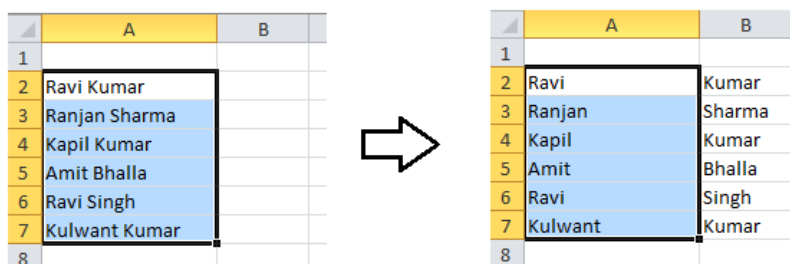 A B
1
2 Ravi Kumar
3 Ranjan Sharma
4 Kapil Kumar
5 Amit Bhalla
6 Ravi Singh
7 Kulwant Kumar
8
A B
1
2 Ravi Kumar
3 Ranjan Sharma
4 Kapil Kumar
5 Amit Bhalla
6 Ravi Singh
7 Kulwant Kumar
8